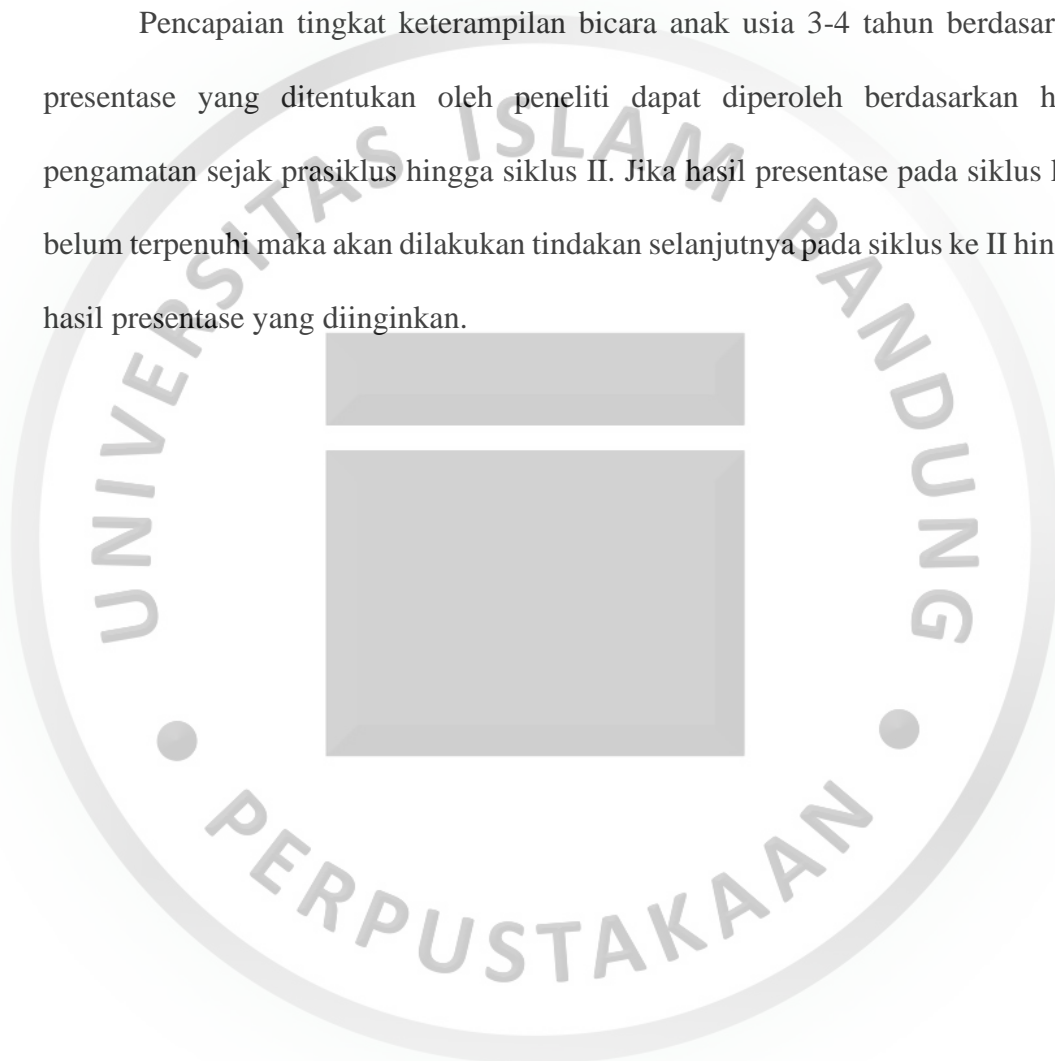 Pencapaian tingkat keterampilan bicara anak usia 3-4 tahun berdasar
presentase yang ditentukan oleh peneliti dapat diperoleh berdasarkan h
pengamatan sejak prasiklus hingga siklus II. Jika hasil presentase pada siklus
belum terpenuhi maka akan dilakukan tindakan selanjutnya pada siklus ke II hin
hasil presentase yang diinginkan.
UNIVERSITAS ISLAM BANDUNG
PERPUSTAKAAN